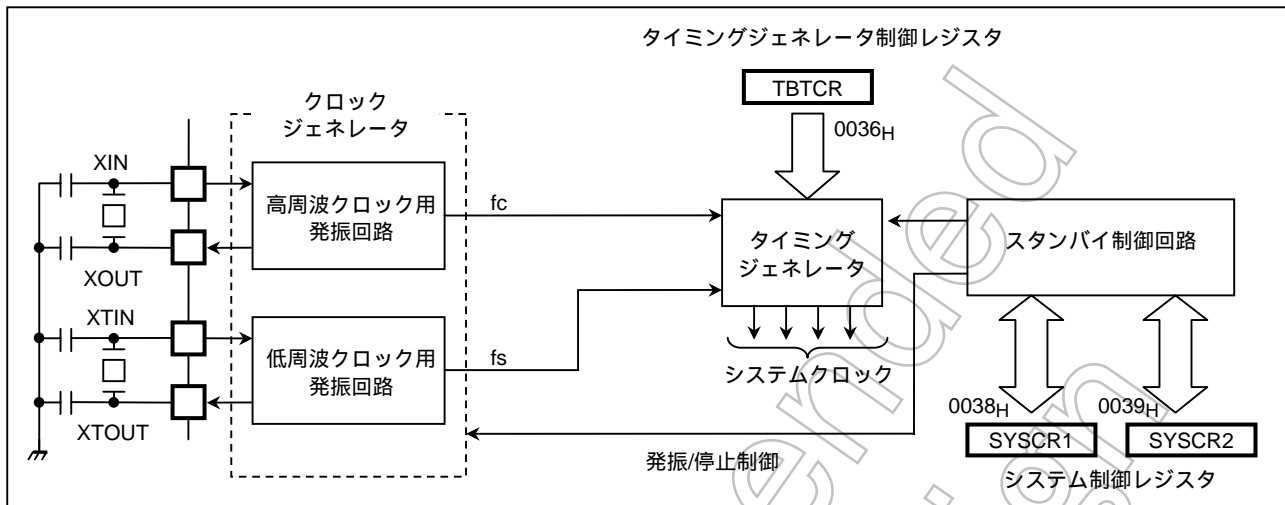 タイミングジェネレータ制御レジスタ
TBTCR
0036H
クロック
ジェネレータ
XIN
XOUT
高周波クロック用
発振回路
fc
XTIN
XTOUT
低周波クロック用
発振回路
fs
タイミング
ジェネレータ
システムクロック
スタンバイ制御回路
0038H
0039H
SYSCR1
SYSCR2
システム制御レジスタ
発振/停止制御
ended